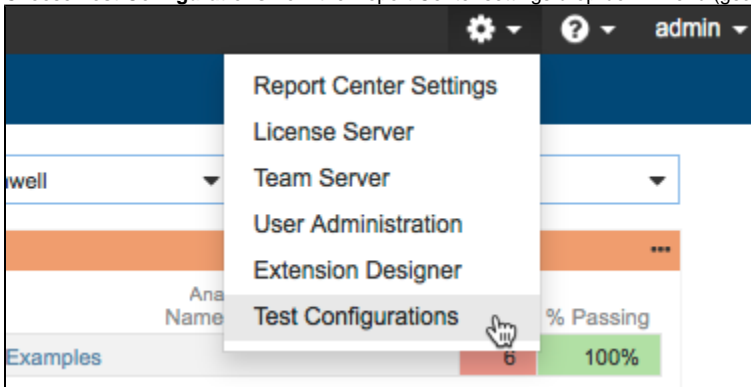 admin
Report Center Settings
License Server
Team Server
User Administration
Extension Designer
Test Configurations
Name
% Passing
Examples
6
100%